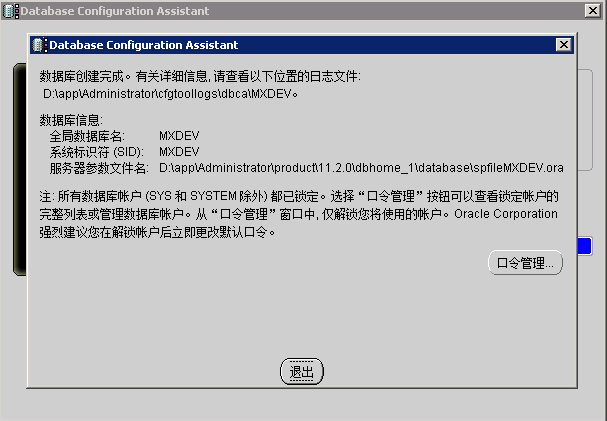 Database Configuration Assistant
Database Configuration Assistant
数据库创建完成。有关详细信息,请查看以下位置的日志文件:
D:\app\Administrator\cfgtoollogs\dbca\MXDEV。
数据库信息:
全局数据库名: MXDEV
系统标识符 (SID): MXDEV
服务器参数文件名: D:\app\Administrator\product\11.2.0\dbhome_1\database\spfileMXDEV.ora
注: 所有数据库帐户 (SYS 和 SYSTEM 除外) 都已锁定。选择“口令管理”按钮可以查看锁定帐户的
完整列表或管理数据库帐户。从“口令管理”窗口中, 仅解锁您将使用的帐户。Oracle Corporation
强烈建议您在解锁帐户后立即更改默认口令。
口令管理...
退出